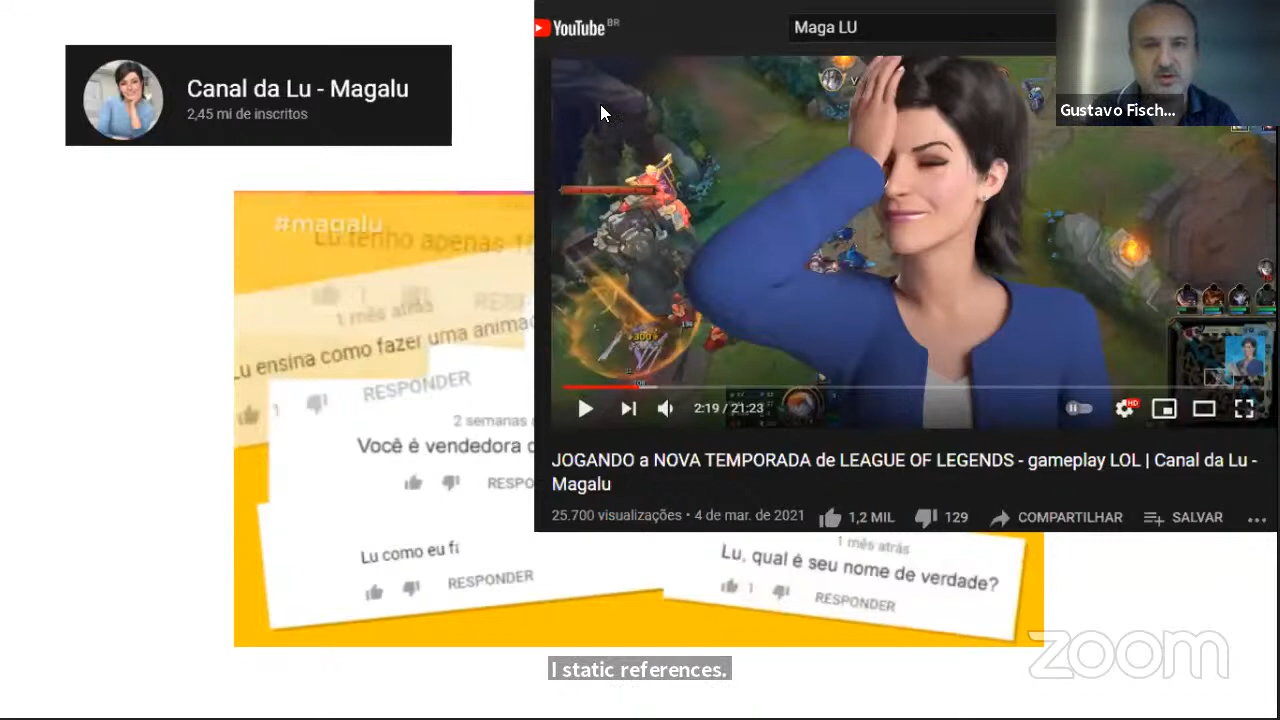 Canal da Lu - Magalu
2,45 mi de inscritos
YouTube BR
Maga LU
Gustavo Fisch...
#magalu
Lu tenho apenas
1 mês atrás
Lu ensina como fazer uma
1
RESPONDER
2 semanas
Você é vendedora
RESPO
Lu como eu
RESPONDER
2:19 / 21:23
HD
JOGANDO a NOVA TEMPORADA de LEAGUE OF LEGENDS - gameplay LOL | Canal da Lu -
Magalu
25.700 visualizações • 4 de mar. de 2021
1,2 MIL
129
COMPARTILHAR
SALVAR
...
1 mês atrás
Lu, qual é seu nome de verdade?
1
RESPONDER
zoom
I static references.